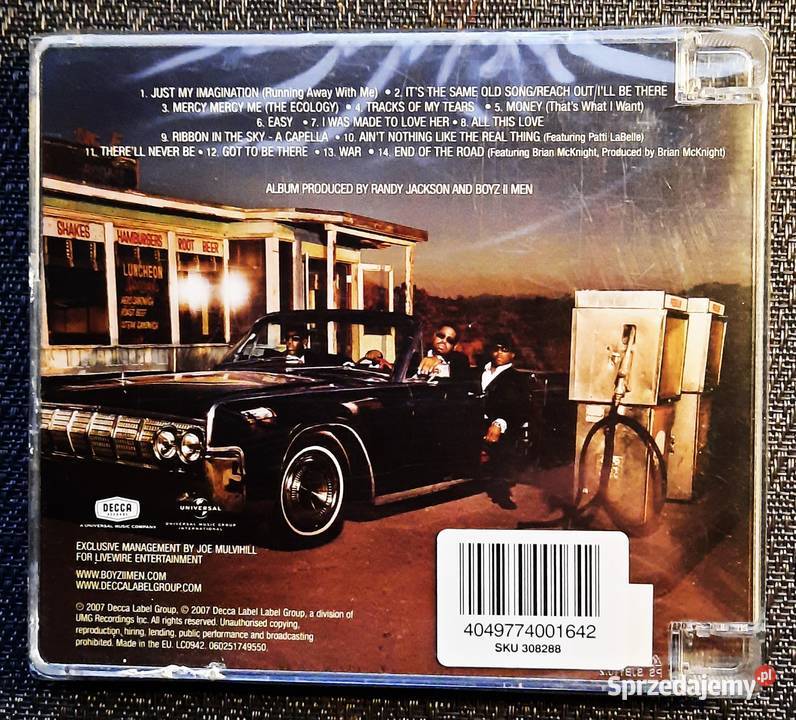 1. JUST MY IMAGINATION (Running Away With Me) • 2. IT'S THE SAME OLD SONG/REACH OUT I'LL BE THERE
• 3. MERCY MERCY ME (THE ECOLOGY) • 4. TRACKS OF MY TEARS • 5. MONEY (That's What I Want)
6. EASY • 7. I WAS MADE TO LOVE HER • 8. ALL THIS LOVE
9. RIBBON IN THE SKY - A CAPELLA • 10. AIN'T NOTHING LIKE THE REAL THING (Featuring Patti LaBelle)
11. THERE'LL NEVER BE • 12. GOT TO BE THERE • 13. WAR • 14. END OF THE ROAD (Featuring Brian McKnight, Produced by Brian McKnight)
ALBUM PRODUCED BY RANDY JACKSON AND BOYZ II MEN
SHAKES
HAMBURGERS
ROOT BEER
LUNCHEON
ROAST BEEF
DECCA
RECORDS
A UNIVERSAL MUSIC COMPANY
UNIVERSAL
UNIVERSAL MUSIC GROUP
INTERNATIONAL
EXCLUSIVE MANAGEMENT BY JOE MULVIHILL
FOR LIVEWIRE ENTERTAINMENT
WWW.BOYZIIMEN.COM
WWW.DECCALABELGROUP.COM
℗ 2007 Decca Label Group, © 2007 Decca Label Label Group, a division of
UMG Recordings Inc. All rights reserved. Unauthorised copying,
reproduction, hiring, lending, public performance and broadcasting
prohibited. Made in the EU. LC0942. 060251749550.
4049774001642
SKU 308288
Sprzedajemy.pl